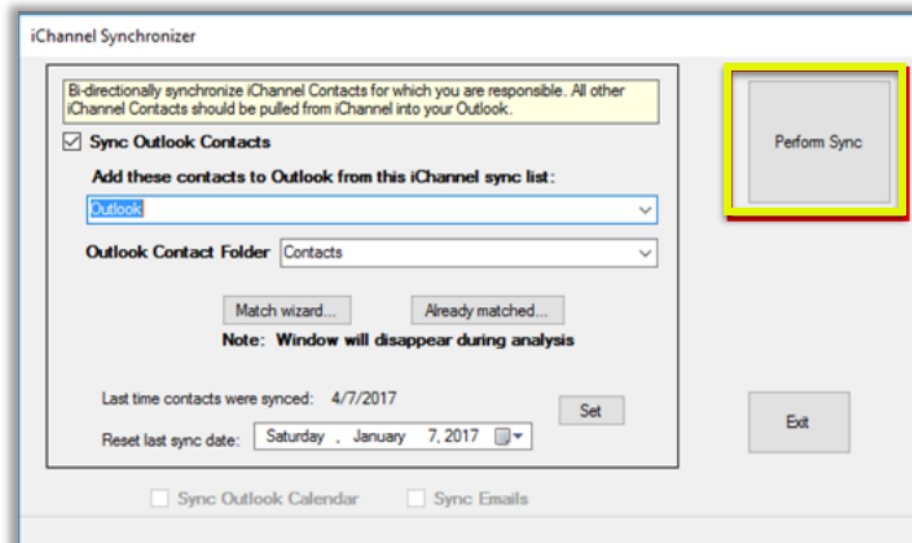 iChannel Synchronizer
Bi-directionally synchronize iChannel Contacts for which you are responsible. All other
iChannel Contacts should be pulled from iChannel into your Outlook.
Sync Outlook Contacts
Add these contacts to Outlook from this iChannel sync list:
Outlook
Outlook Contact Folder Contacts
Match wizard... Already matched...
Note: Window will disappear during analysis
Last time contacts were synced: 4/7/2017
Set
Reset last sync date: Saturday , January 7, 2017
Sync Outlook Calendar Sync Emails
Perform Sync
Exit